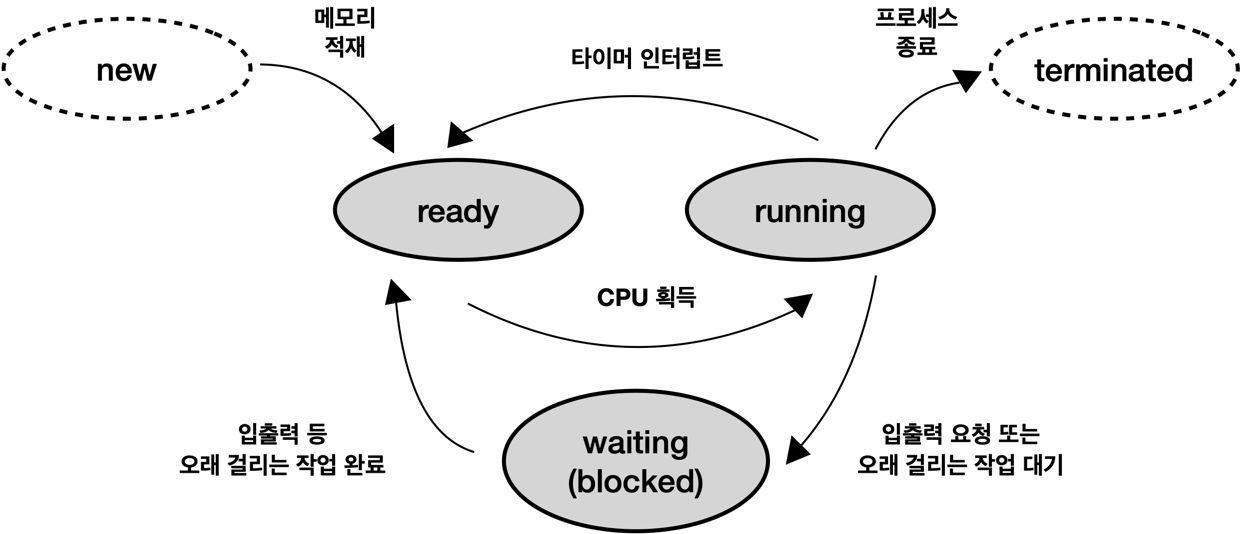 메모리
적재
프로세스
종료
new
타이머 인터럽트
terminated
ready
running
CPU 획득
입출력 등
오래 걸리는 작업 완료
waiting
(blocked)
입출력 요청 또는
오래 걸리는 작업 대기